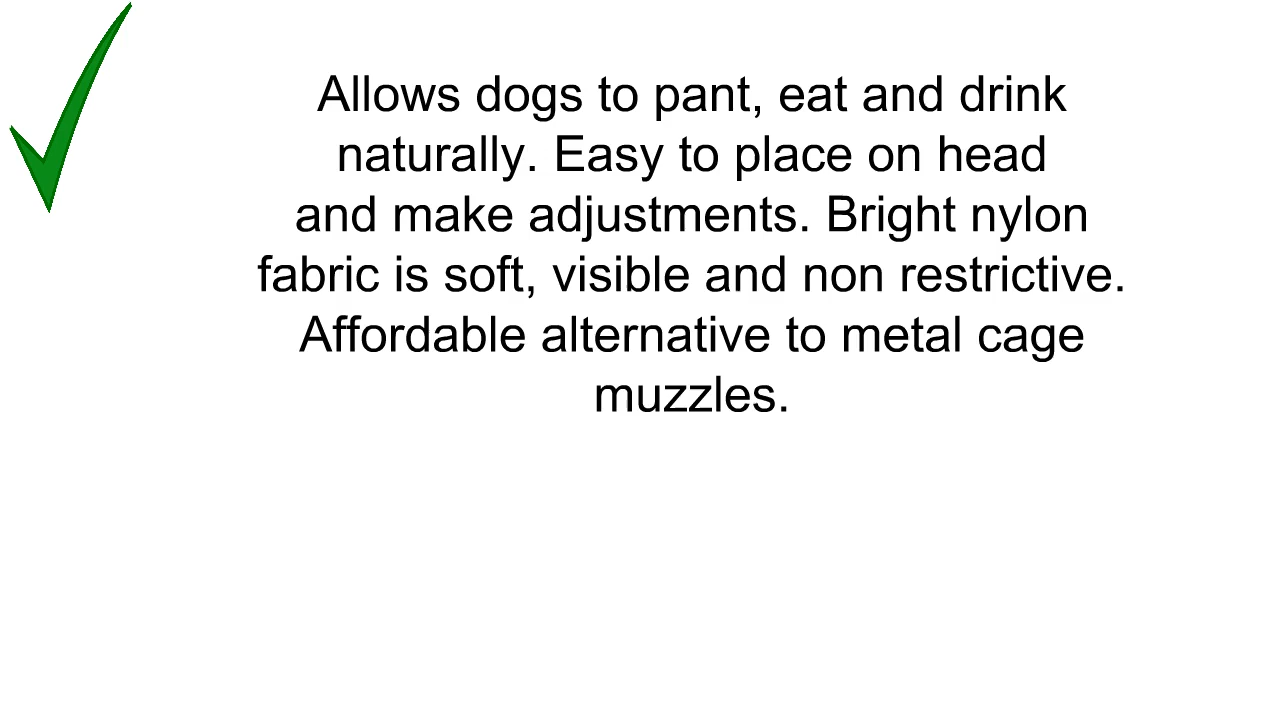 Allows dogs to pant, eat and drink
naturally. Easy to place on head
and make adjustments. Bright nylon
fabric is soft, visible and non restrictive.
Affordable alternative to metal cage
muzzles.